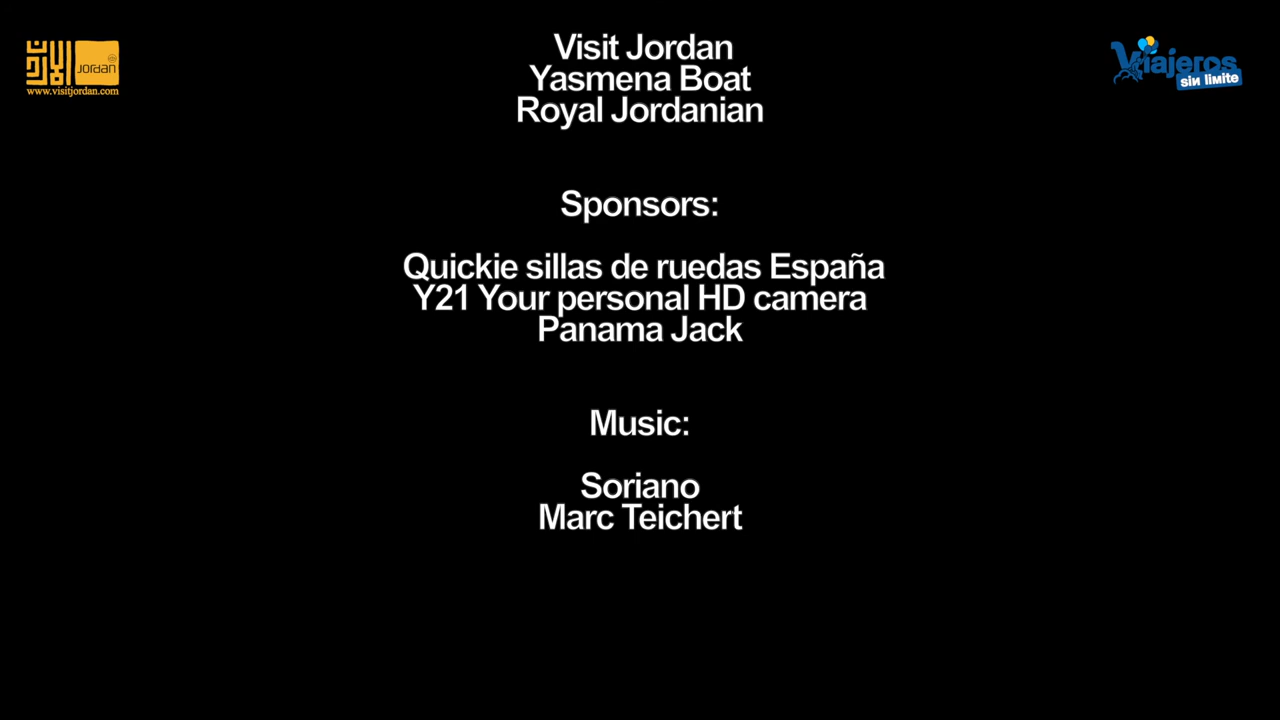 Jordan
www.visitjordan.com
Viajeros
sin limite
Visit Jordan
Yasmena Boat
Royal Jordanian
Sponsors:
Quickie sillas de ruedas España
Y21 Your personal HD camera
Panama Jack
Music:
Soriano
Marc Teichert